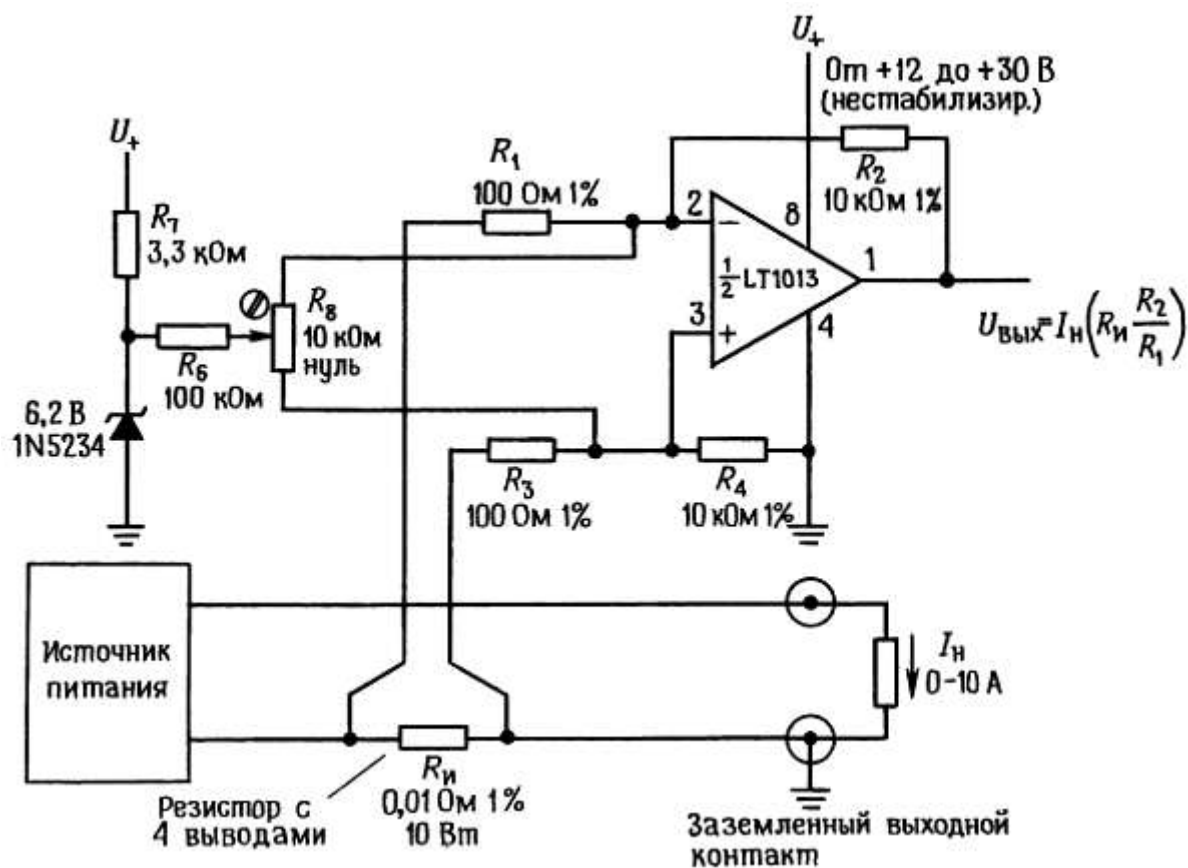 U₊
От +12 до +30 В
(нестабилизир.)
U₊
R₁
100 Ом 1%
R₂
10 кОм 1%
R₇
3,3 кОм
2
8
−
½ LT1013
1
3
+
4
R₈
10 кОм
нуль
R₆
100 кОм
Uвых=Iн(Rи R₂/R₁)
6,2 В
1N5234
R₃
100 Ом 1%
R₄
10 кОм 1%
Источник
питания
Iн
0-10 А
Rи
0,01 Ом 1%
10 Вт
Резистор с
4 выводами
Заземленный выходной
контакт